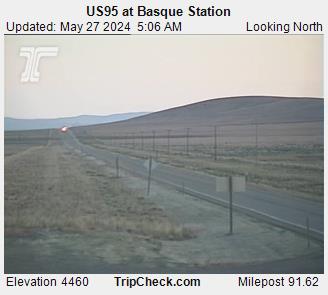 US95 at Basque Station
Updated: May 27 2024 5:06 AM Looking North
Elevation 4460 TripCheck.com Milepost 91.62